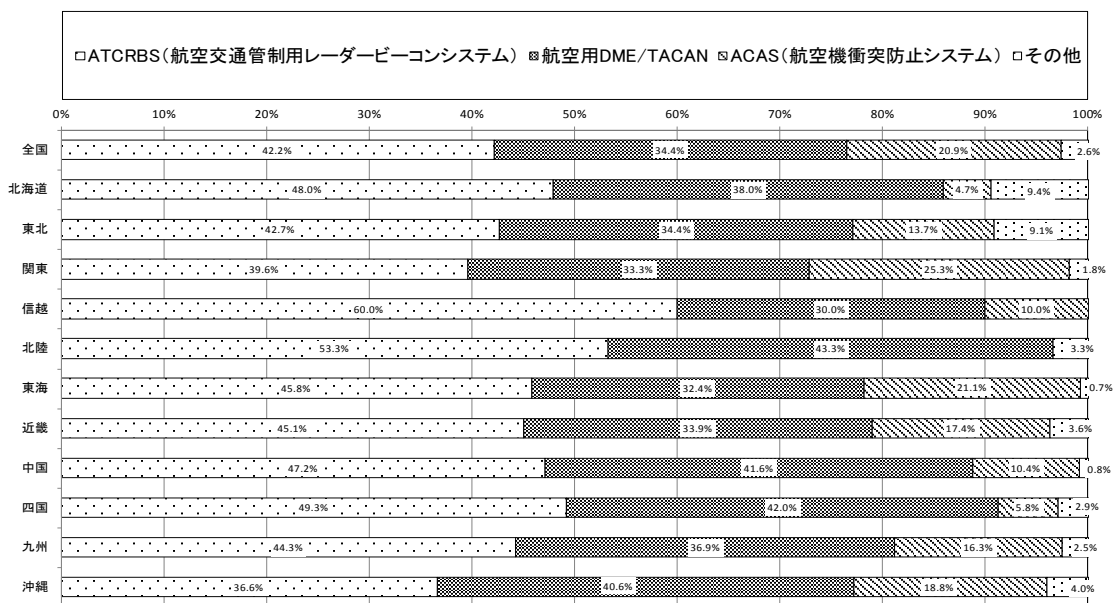 □ATCRBS(航空交通管制用レーダービーコンシステム) ▩航空用DME/TACAN ▧ACAS(航空機衝突防止システム) □その他
0% 10% 20% 30% 40% 50% 60% 70% 80% 90% 100%
全国 42.2% 34.4% 20.9% 2.6%
北海道 48.0% 38.0% 4.7% 9.4%
東北 42.7% 34.4% 13.7% 9.1%
関東 39.6% 33.3% 25.3% 1.8%
信越 60.0% 30.0% 10.0%
北陸 53.3% 43.3% 3.3%
東海 45.8% 32.4% 21.1% 0.7%
近畿 45.1% 33.9% 17.4% 3.6%
中国 47.2% 41.6% 10.4% 0.8%
四国 49.3% 42.0% 5.8% 2.9%
九州 44.3% 36.9% 16.3% 2.5%
沖縄 36.6% 40.6% 18.8% 4.0%